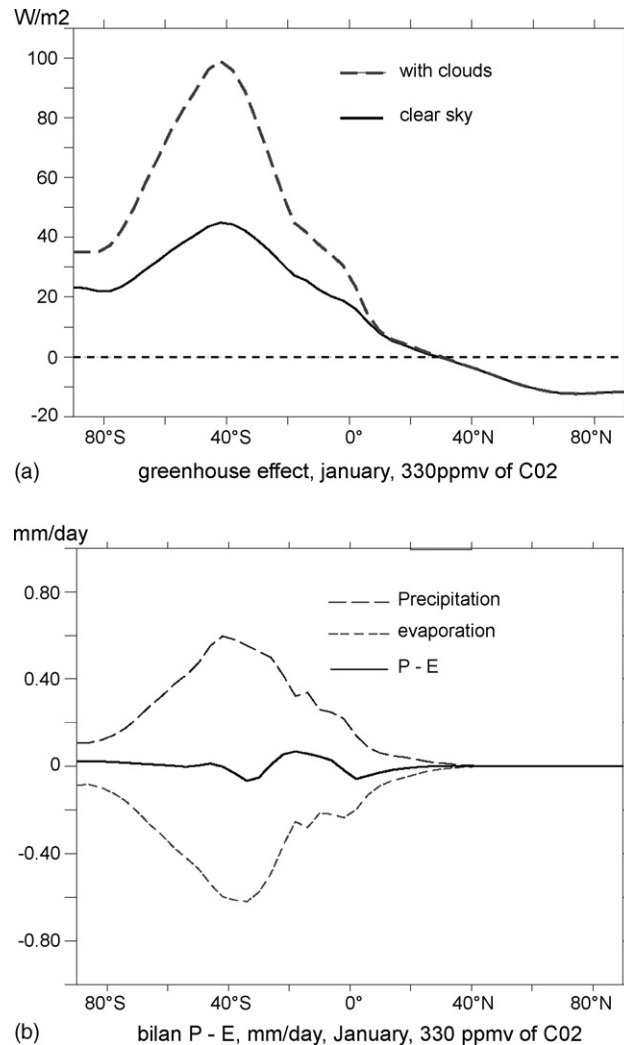 W/m2
100
80
60
40
20
0
-20
with clouds
clear sky
80°S 40°S 0° 40°N 80°N
(a) greenhouse effect, january, 330ppmv of C02
mm/day
0.80
0.40
0
-0.40
-0.80
Precipitation
evaporation
P - E
80°S 40°S 0° 40°N 80°N
(b) bilan P - E, mm/day, January, 330 ppmv of C02